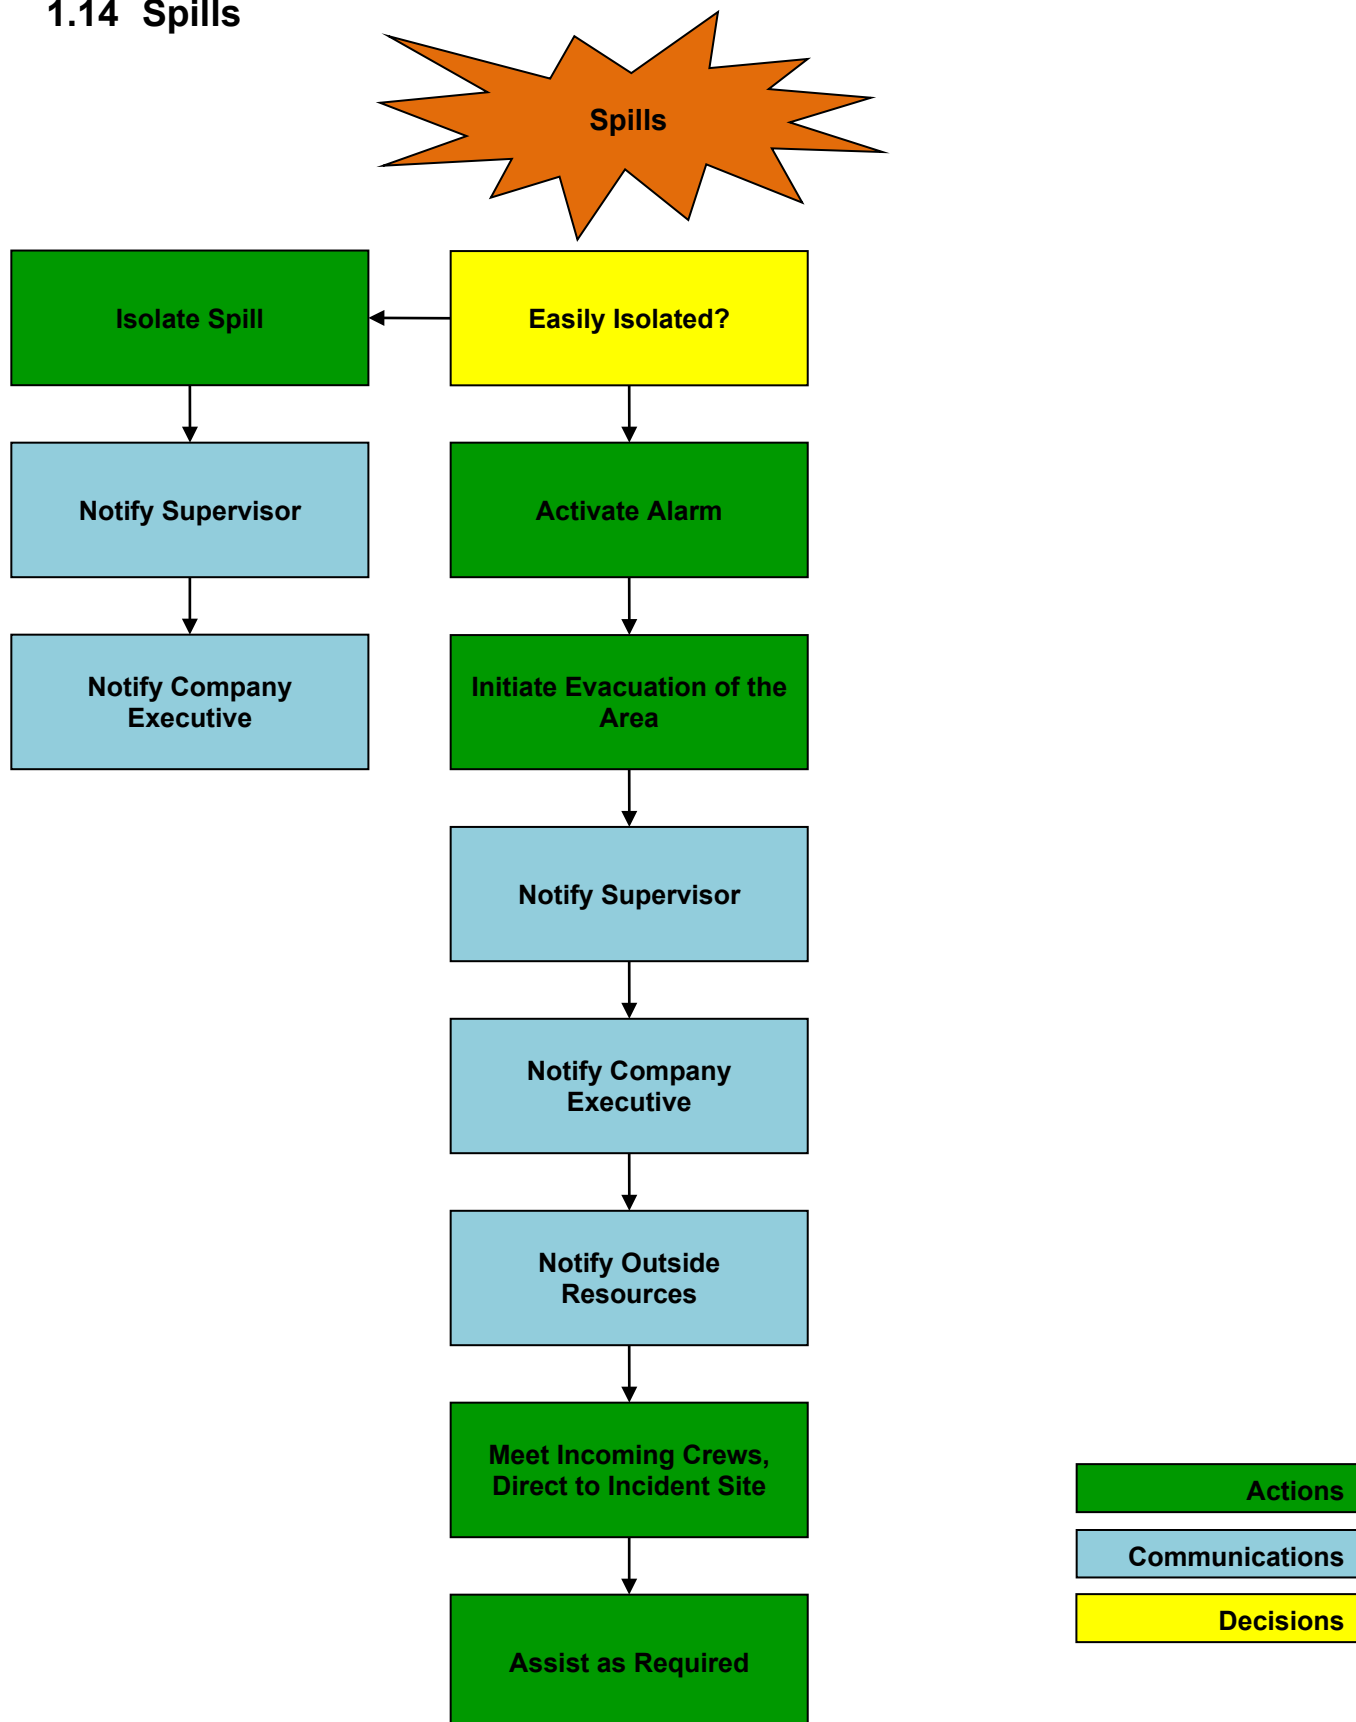 1.14 Spills
Spills
Isolate Spill
Easily Isolated?
Notify Supervisor
Activate Alarm
Notify Company
Executive
Initiate Evacuation of the
Area
Notify Supervisor
Notify Company
Executive
Notify Outside
Resources
Meet Incoming Crews,
Direct to Incident Site
Assist as Required
Actions
Communications
Decisions